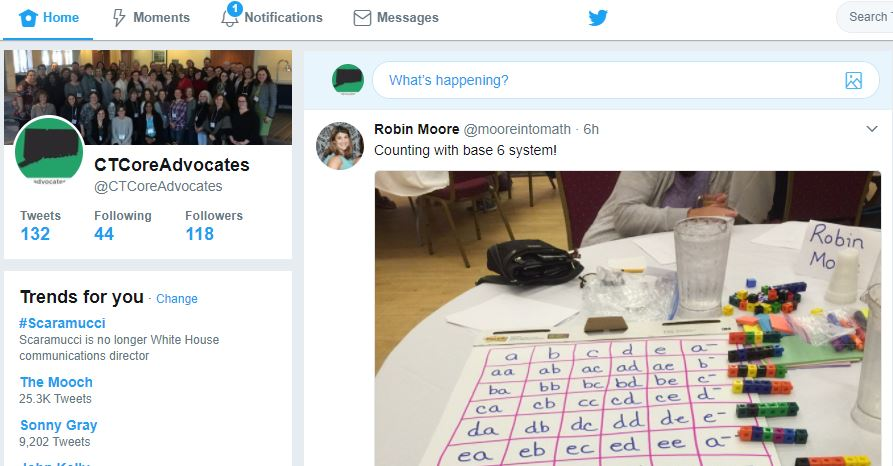 Home
Moments
1
Notifications
Messages
Search T
What's happening?
CTCoreAdvocates
@CTCoreAdvocates
Tweets Following Followers
132 44 118
Trends for you · Change
#Scaramucci
Scaramucci is no longer White House
communications director
The Mooch
25.3K Tweets
Sonny Gray
9,202 Tweets
John Kelly
Robin Moore @mooreintomath · 6h
Counting with base 6 system!
Robin
Mo
a b c d e a-
aa ab ac ad ae b-
ba bb bc bd be c-
ca cb cc cd ce d-
da db dc dd de e-
ea eb ec ed ee a-